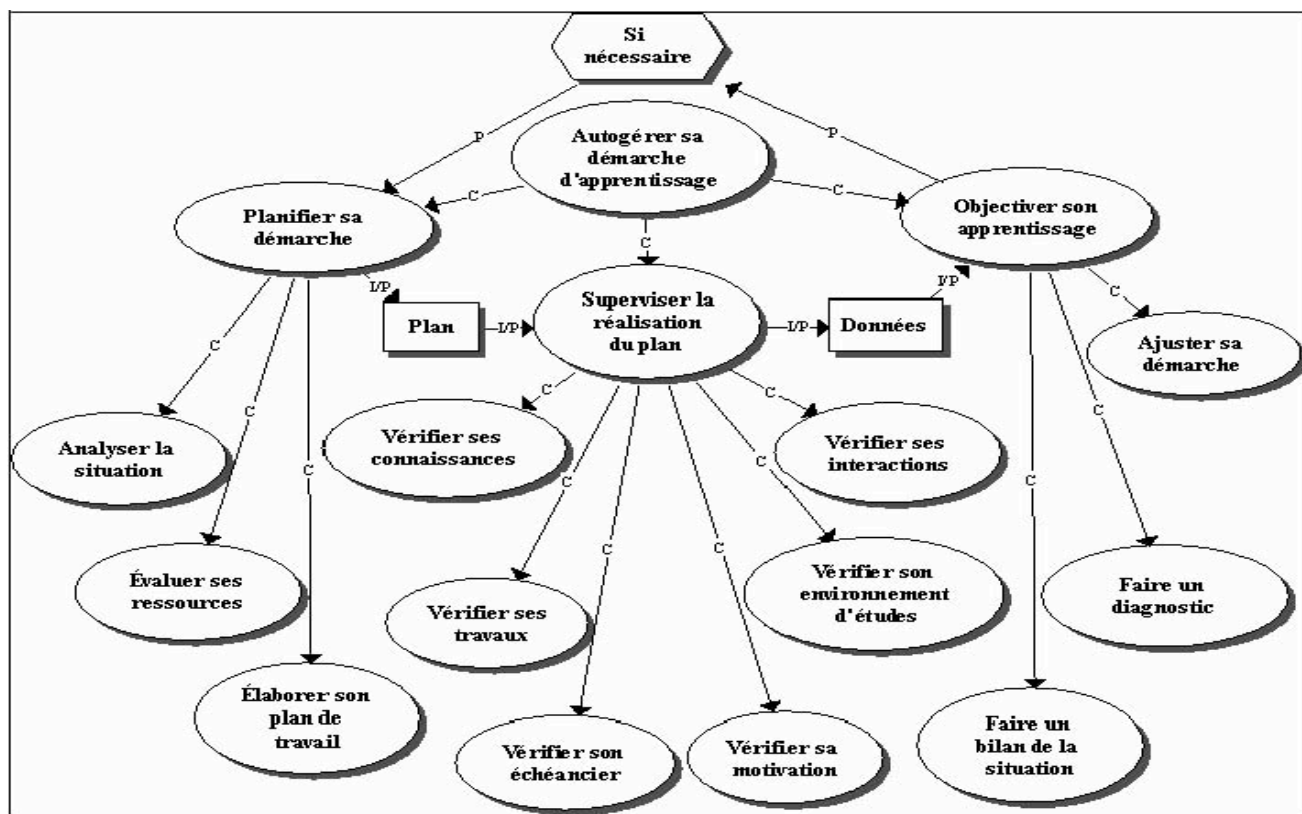 Si
nécessaire
P
P
Autogérer sa
démarche
d'apprentissage
C
C
Planifier sa
démarche
Objectiver son
apprentissage
C
I/P
Plan
I/P
Superviser la
réalisation
du plan
I/P
Données
I/P
C
Ajuster sa
démarche
C
C
C
C
C
C
C
C
C
C
C
C
Analyser la
situation
Vérifier ses
connaissances
Vérifier ses
interactions
Évaluer ses
ressources
Vérifier ses
travaux
Vérifier son
environnement
d'études
Faire un
diagnostic
Élaborer son
plan de
travail
Vérifier son
échéancier
Vérifier sa
motivation
Faire un
bilan de la
situation